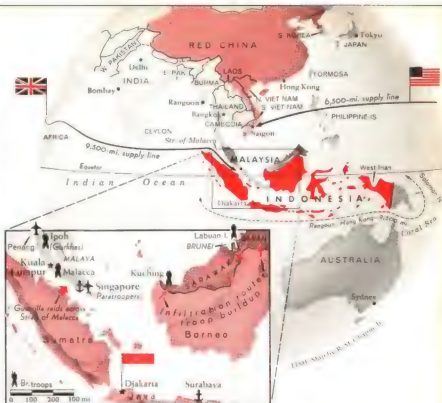 RED CHINA
S. KOREA
Tokyo
JAPAN
W. PAKISTAN
Delhi
E. PAK.
INDIA
BURMA
LAOS
FORMOSA
Hong Kong
Bombay
N. VIET NAM
S. VIET-NAM
Rangoon
THAILAND
Bangkok
6,500-mi. supply line
CAMBODIA
PHILIPPINE IS.
Saigon
CEYLON
AFRICA
9,500-mi. supply line
Str. of Malacca
MALAYSIA
Equator
West Irian
Indian Ocean
INDONESIA
Djakarta
Coral Sea
AUSTRALIA
Sydney
Ipoh
(Gurkhas)
Penang
MALAYA
Kuala Lumpur
Malacca
Singapore
Paratroopers
Guerrilla raids across
Strait of Malacca
Sumatra
Labuan I.
BRUNEI
SABAH
Kuching
SARAWAK
Infiltration routes
troop buildup
Borneo
Br. troops
0 100 200 300 mi.
Djakarta
Java
Surabaya